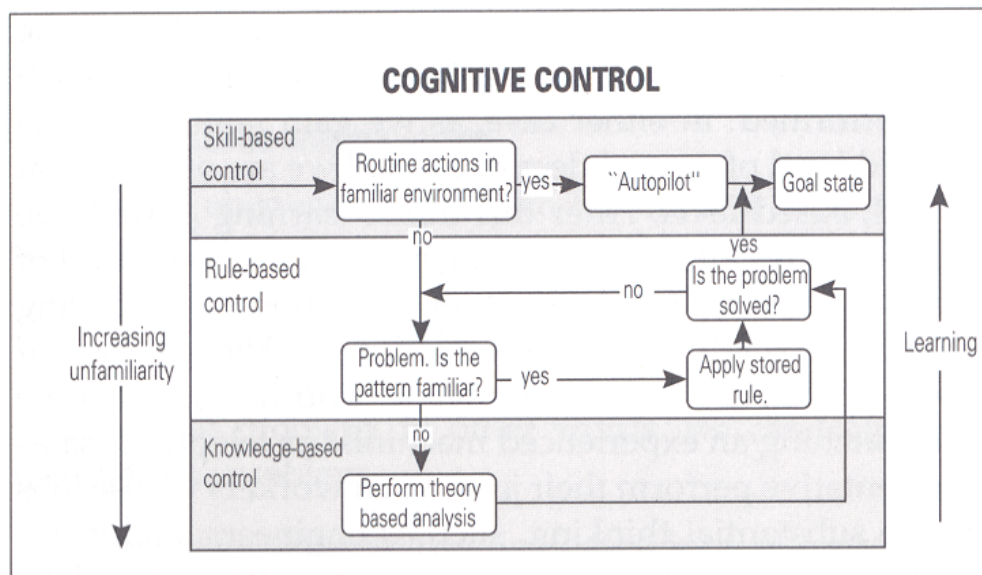 COGNITIVE CONTROL
Skill-based
control
Routine actions in
familiar environment?
yes
"Autopilot"
Goal state
no
yes
Rule-based
control
no
Is the problem
solved?
Increasing
unfamiliarity
Learning
Problem. Is the
pattern familiar?
yes
Apply stored
rule.
no
Knowledge-based
control
Perform theory
based analysis